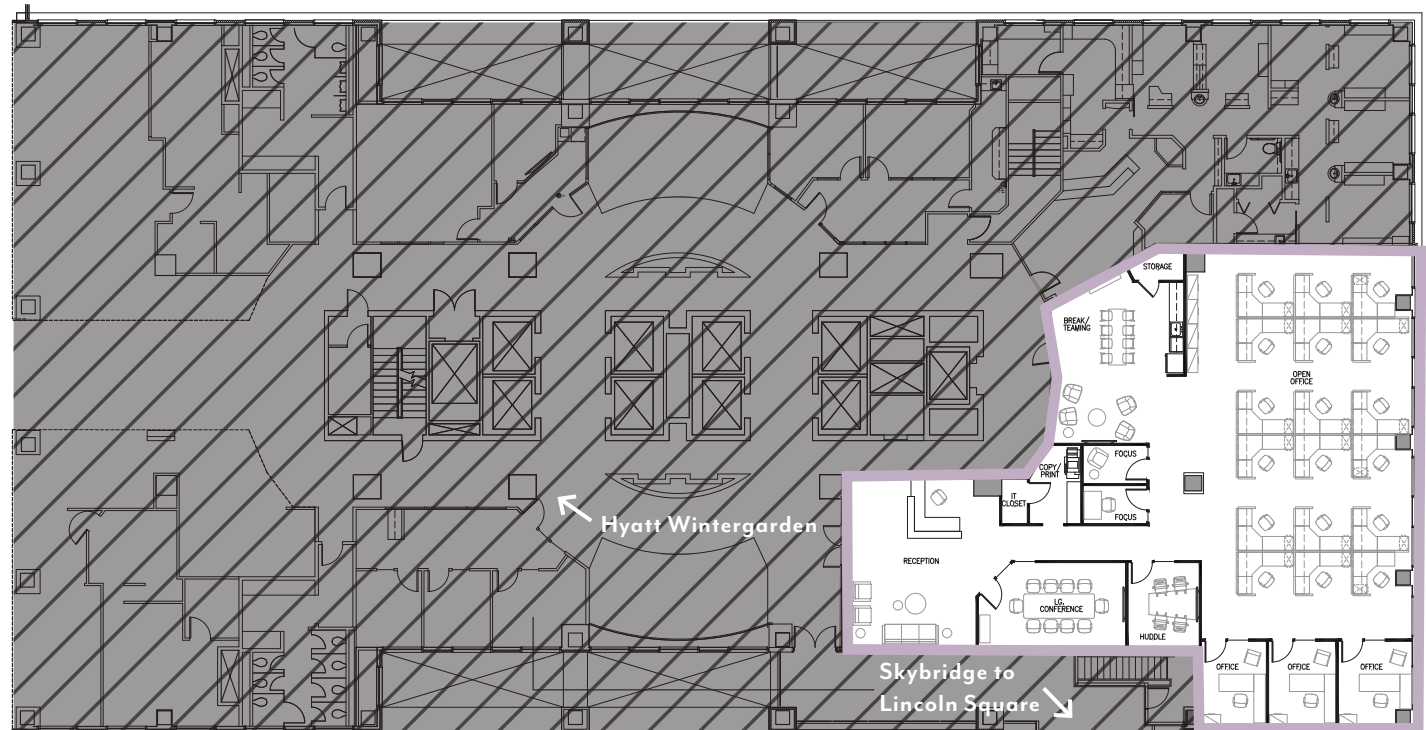 STORAGE
BREAK/
TEAMING
OPEN
OFFICE
COPY/
PRINT
FOCUS
IT
CLOSET
FOCUS
Hyatt Wintergarden
RECEPTION
LG.
CONFERENCE
HUDDLE
OFFICE
OFFICE
OFFICE
Skybridge to
Lincoln Square